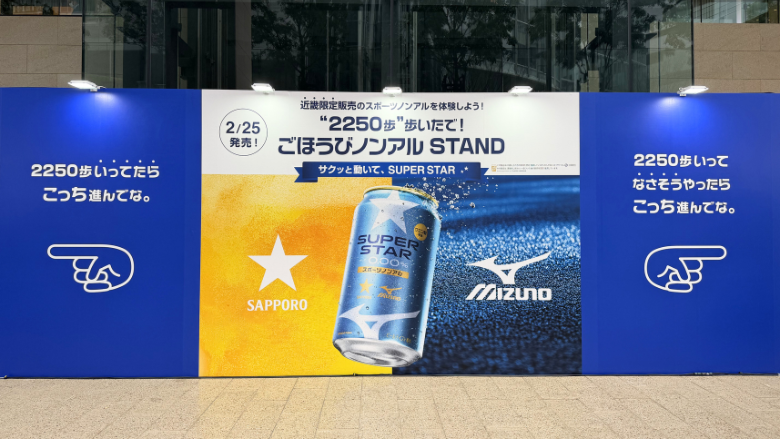 2250歩いってたら
こっち進んでな。
2/25
発売！
近畿限定販売のスポーツノンアルを体験しよう！
“2250歩”歩いたで！
ごほうびノンアル STAND
サクッと動いて、SUPER STAR
SAPPORO
SUPER
STAR
スポーツノンアル
MIZUNO
2250歩いって
なさそうやったら
こっち進んでな。